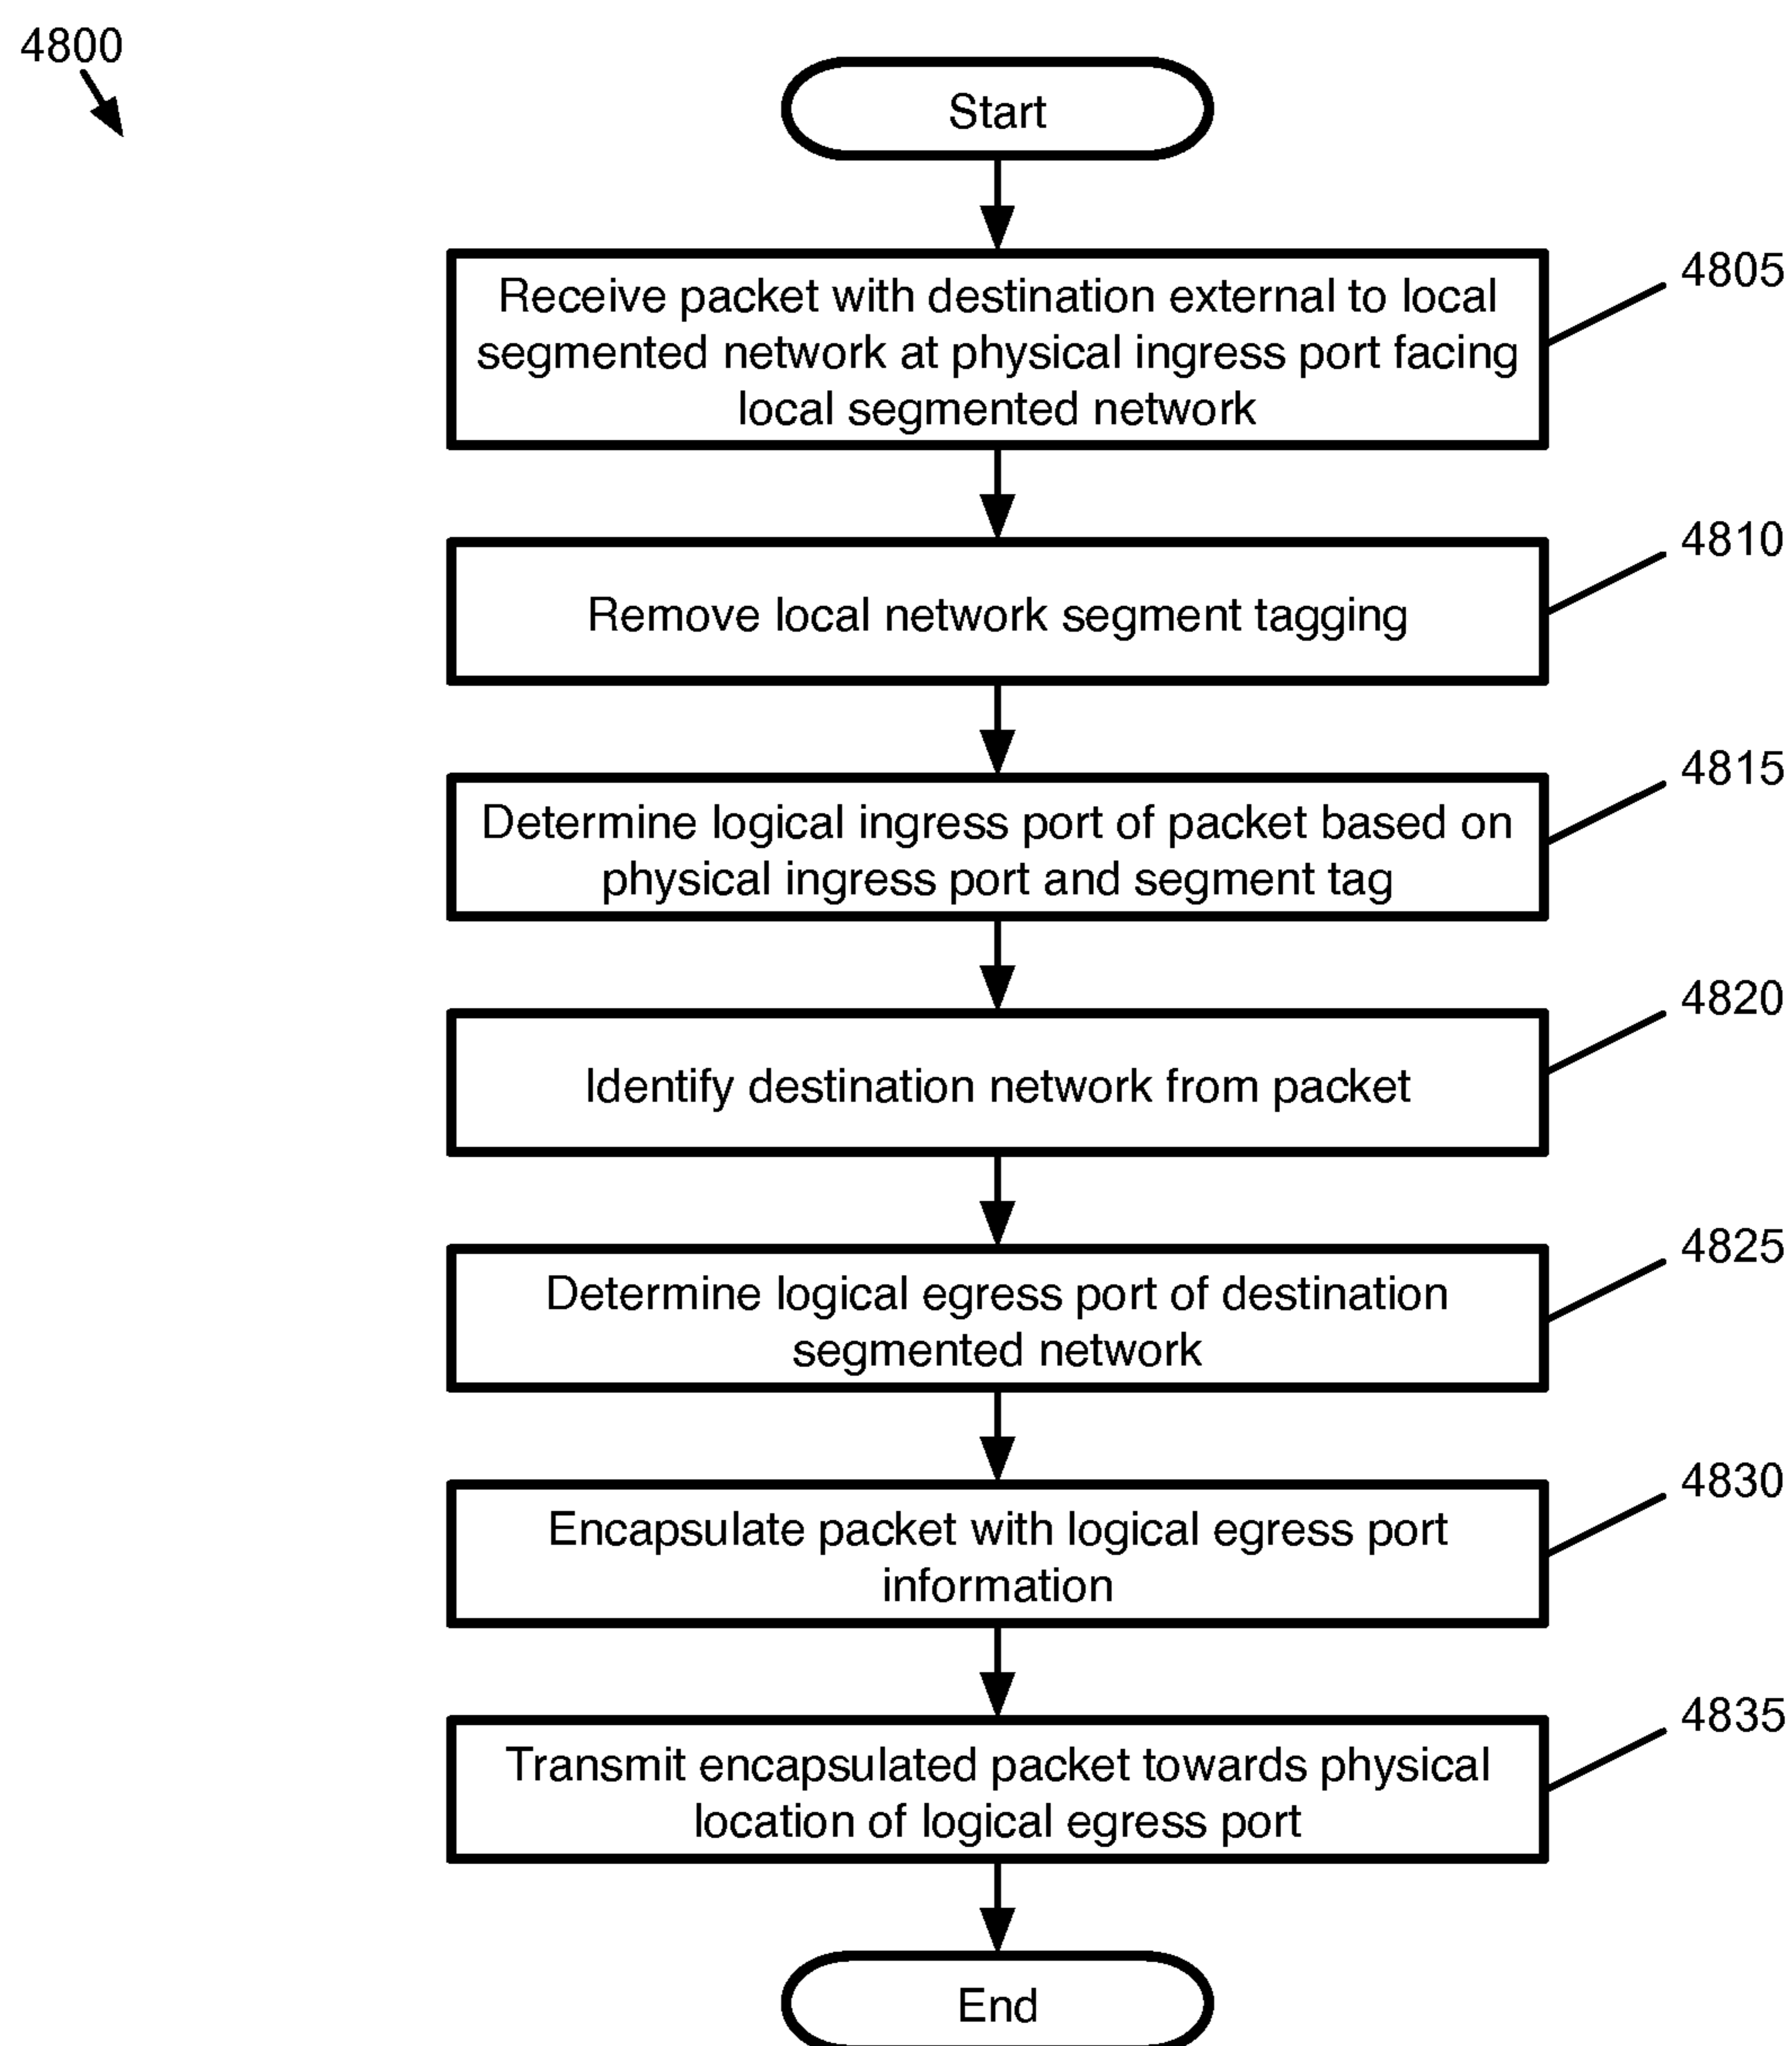 4800
Start
Receive packet with destination external to local
segmented network at physical ingress port facing
local segmented network
4805
Remove local network segment tagging
4810
Determine logical ingress port of packet based on
physical ingress port and segment tag
4815
Identify destination network from packet
4820
Determine logical egress port of destination
segmented network
4825
Encapsulate packet with logical egress port
information
4830
Transmit encapsulated packet towards physical
location of logical egress port
4835
End